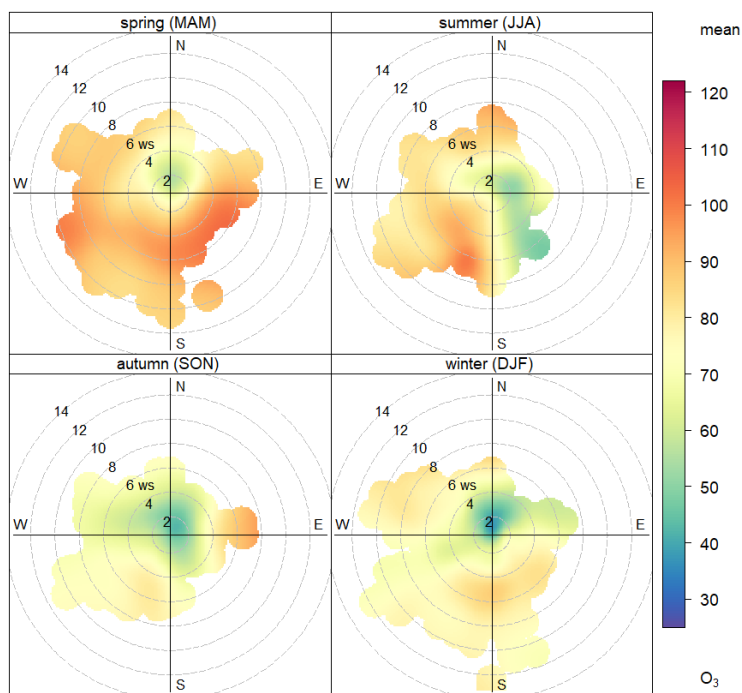 spring (MAM)
N
14
12
10
8
6 ws
4
2
W
E
S
summer (JJA)
N
14
12
10
8
6 ws
4
2
W
E
S
autumn (SON)
N
14
12
10
8
6 ws
4
2
W
E
S
winter (DJF)
N
14
12
10
8
6 ws
4
2
W
E
S
mean
120
110
100
90
80
70
60
50
40
30
O₃